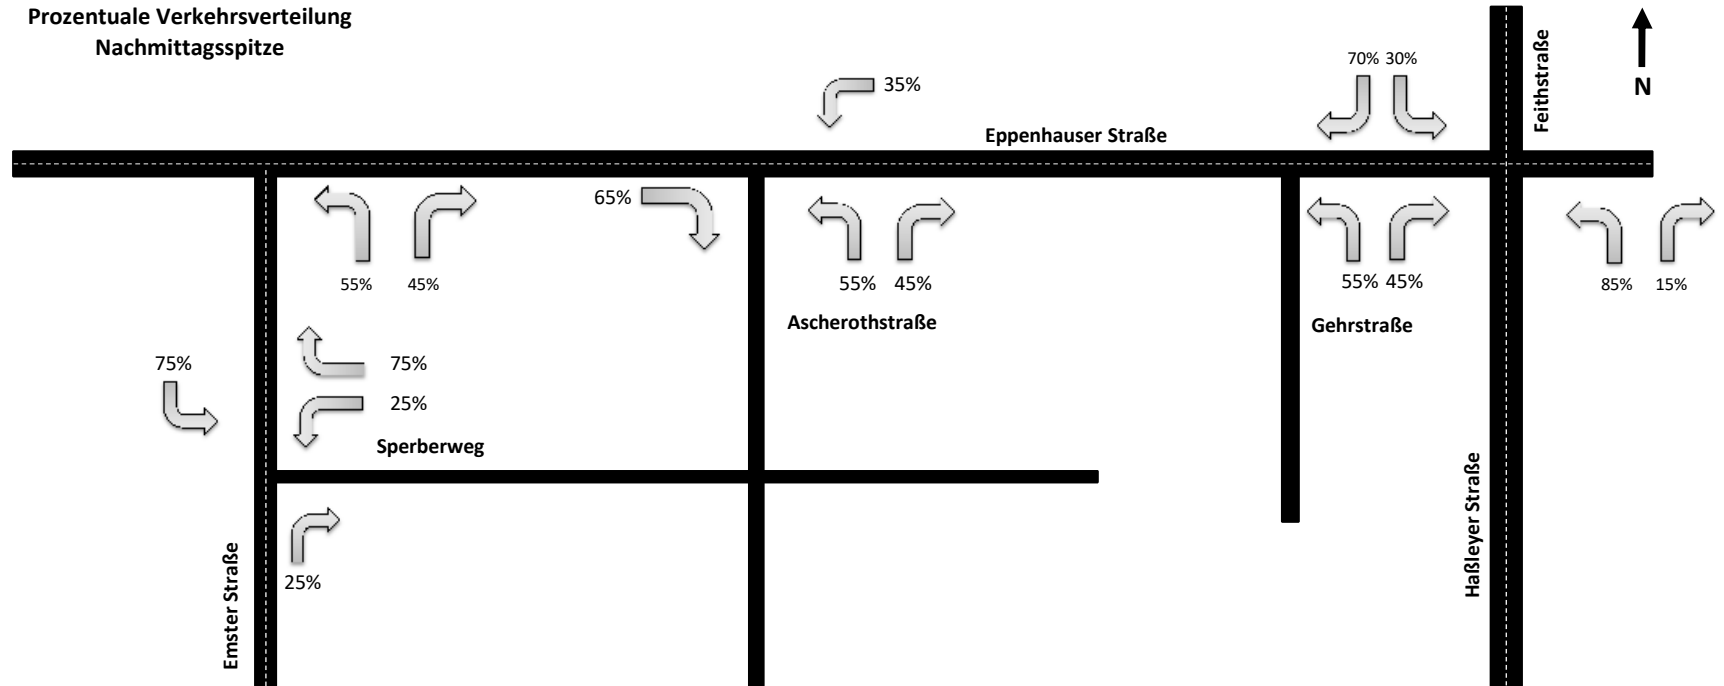 Prozentuale Verkehrsverteilung
Nachmittagsspitze
70% 30%
Feithstraße
N
35%
Eppenhauser Straße
65%
55%
45%
55%
45%
55% 45%
85%
15%
Ascherothstraße
Gehrstraße
75%
75%
25%
Sperberweg
Haßleyer Straße
Emster Straße
25%